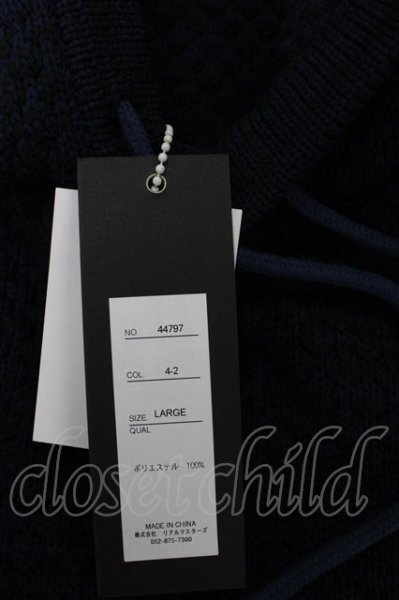 NO. 44797
COL. 4-2
SIZE. LARGE
QUAL.
ポリエステル 100%
MADE IN CHINA
株式会社 リアルマスターズ
052-875-7300
closetchild